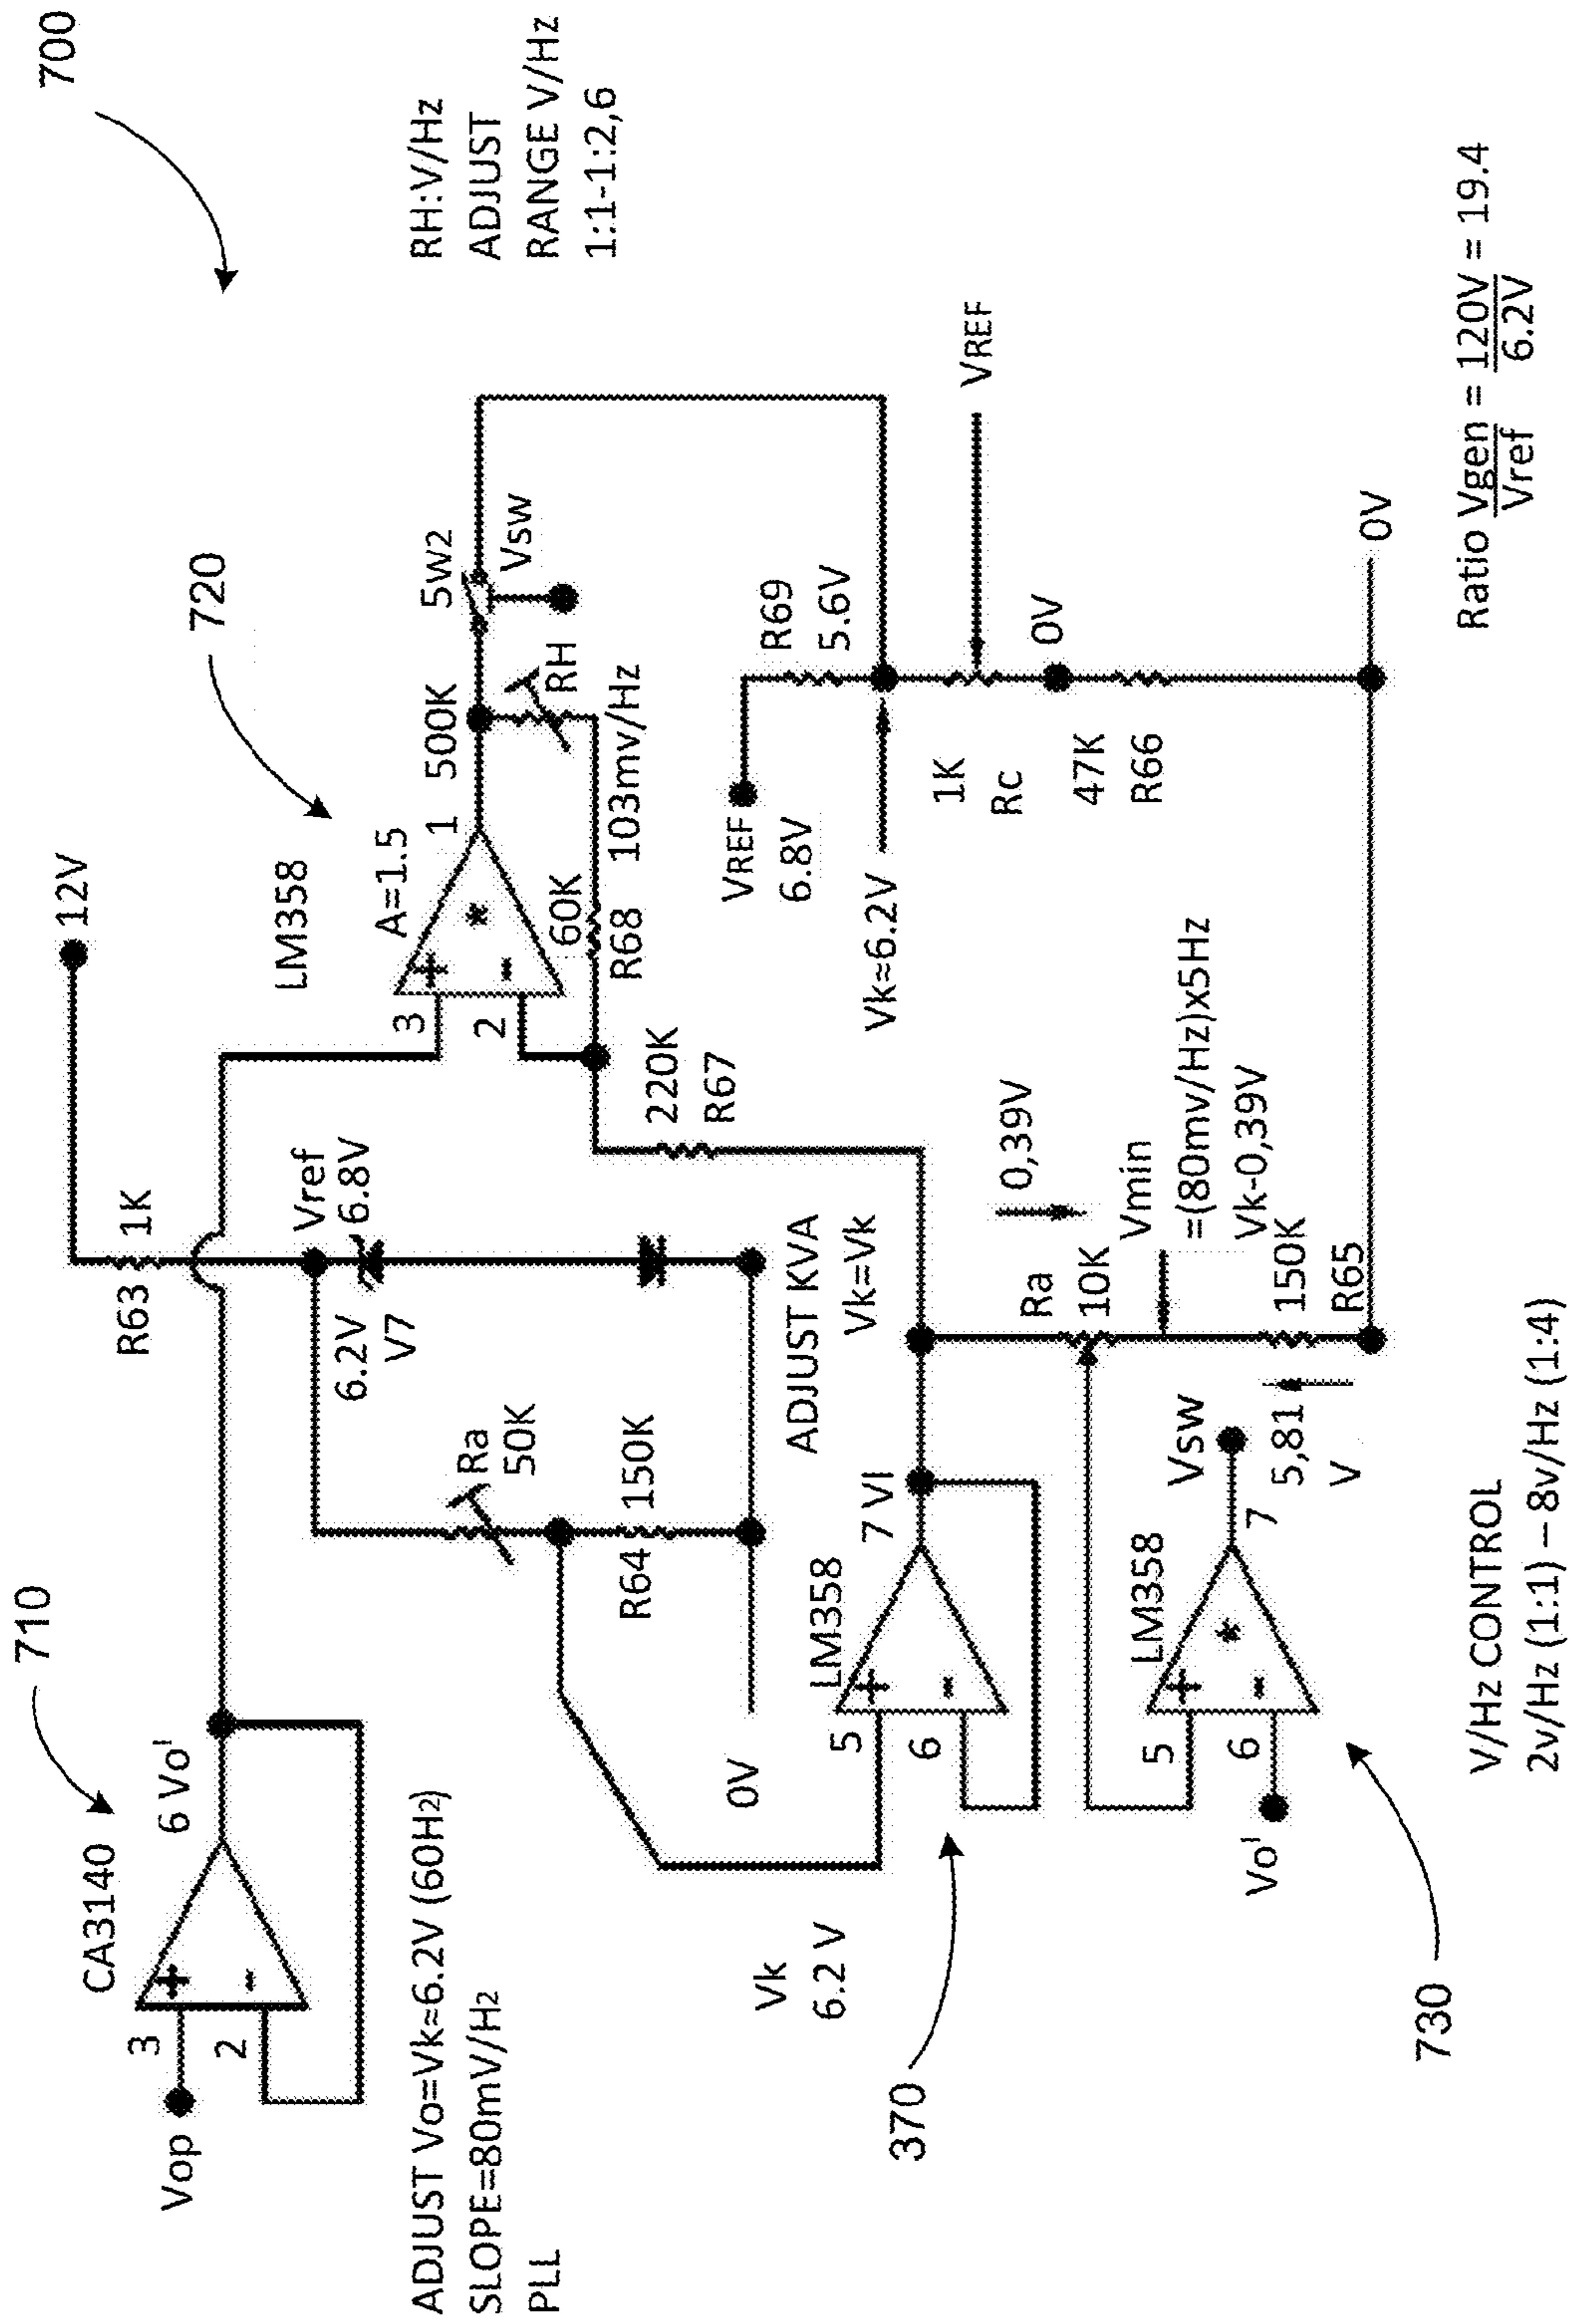 700
710
CA3140
3
2
6 Vo'
Vop
ADJUST Vo=Vk≈6.2V (60H2)
SLOPE=80mV/H2
PLL
12V
R63
1K
Vref
6.8V
6.2V
V7
Ra
50K
R64
150K
0V
720
LM358
A=1.5
3
2
1
*
500K
5W2
Vsw
RH
60K
R68
103mv/Hz
220K
R67
RH:V/Hz
ADJUST
RANGE V/Hz
1:1-1:2,6
ADJUST KVA
Vk=Vk
Vk
6.2 V
370
LM358
5
6
7 VI
VREF
6.8V
R69
5.6V
Vk≈6.2V
1K
Rc
VREF
0V
47K
R66
0V
0,39V
Ra
10K
Vmin
=(80mv/Hz)x5Hz
Vk-0,39V
150K
R65
5,81
V
730
LM358
5
6
7
*
Vo'
Vsw
V/Hz CONTROL
2v/Hz (1:1) – 8v/Hz (1:4)
Ratio Vgen = 120V = 19.4
Vref 6.2V